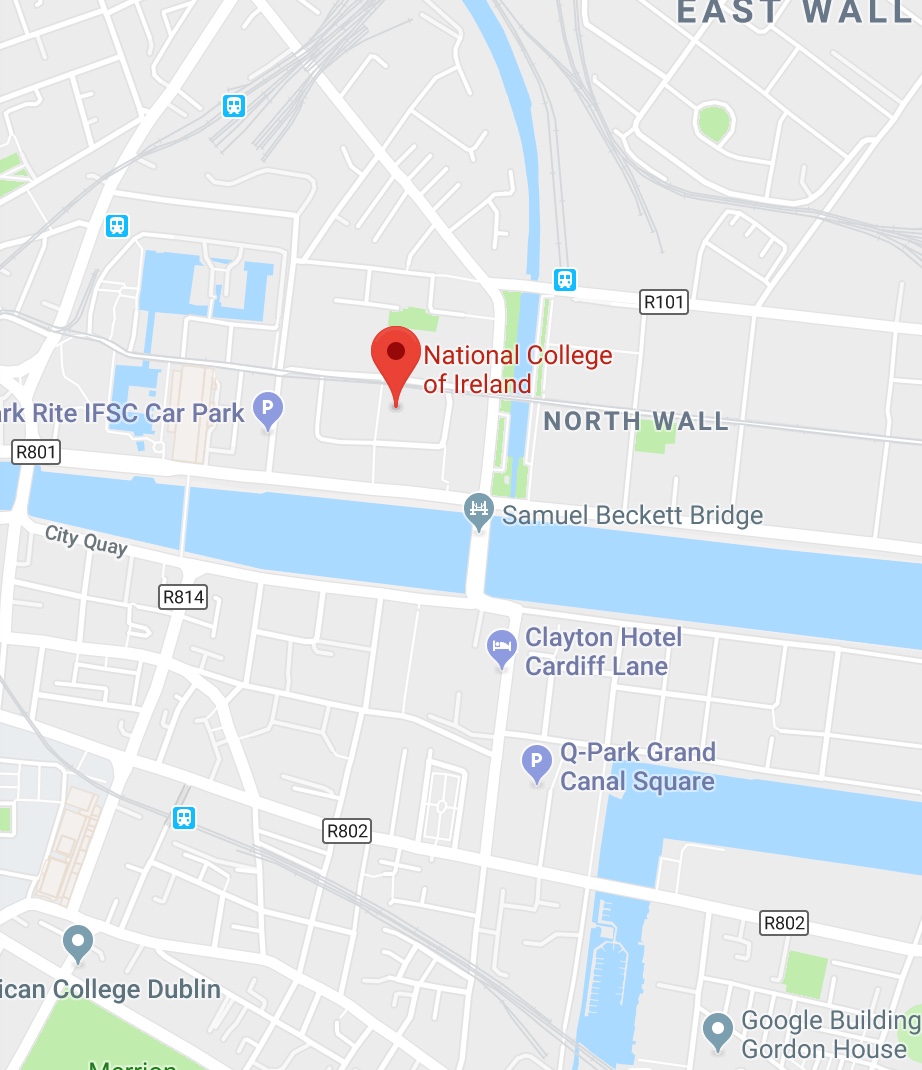 EAST WALL
R101
National College
of Ireland
ark Rite IFSC Car Park
P
NORTH WALL
R801
Samuel Beckett Bridge
City Quay
R814
Clayton Hotel
Cardiff Lane
Q-Park Grand
Canal Square
P
R802
R802
ican College Dublin
Google Building
Gordon House
Merrion